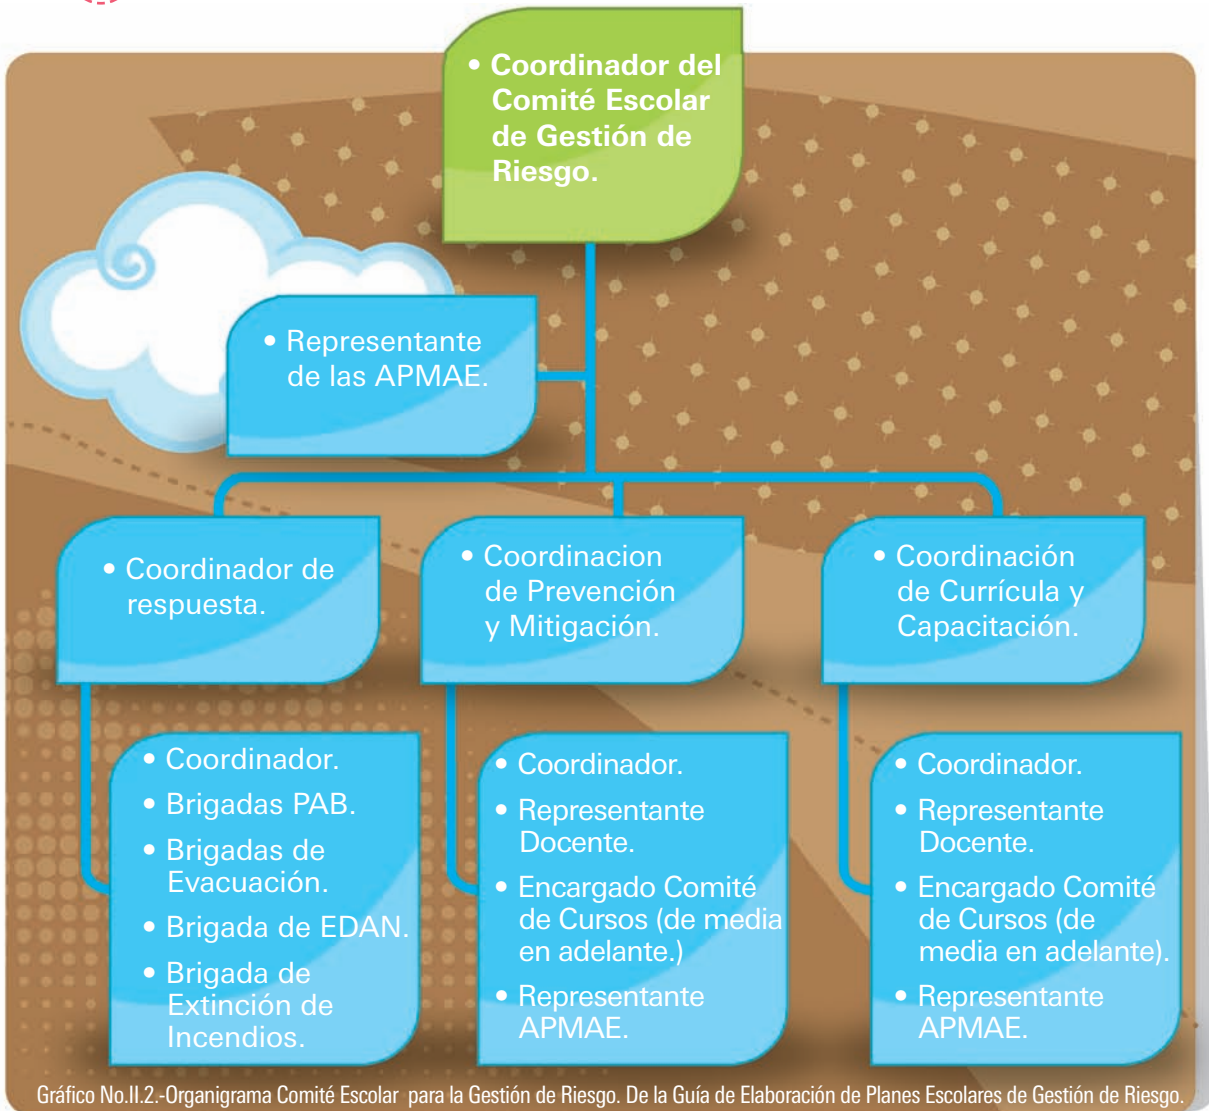 • Coordinador del
Comité Escolar
de Gestión de
Riesgo.
• Representante
de las APMAE.
• Coordinador de
respuesta.
• Coordinacion
de Prevención
y Mitigación.
• Coordinación
de Currícula y
Capacitación.
• Coordinador.
• Brigadas PAB.
• Brigadas de
Evacuación.
• Brigada de EDAN.
• Brigada de
Extinción de
Incendios.
• Coordinador.
• Representante
Docente.
• Encargado Comité
de Cursos (de media
en adelante.)
• Representante
APMAE.
• Coordinador.
• Representante
Docente.
• Encargado Comité
de Cursos (de
media en adelante).
• Representante
APMAE.
Gráfico No.II.2.-Organigrama Comité Escolar para la Gestión de Riesgo. De la Guía de Elaboración de Planes Escolares de Gestión de Riesgo.